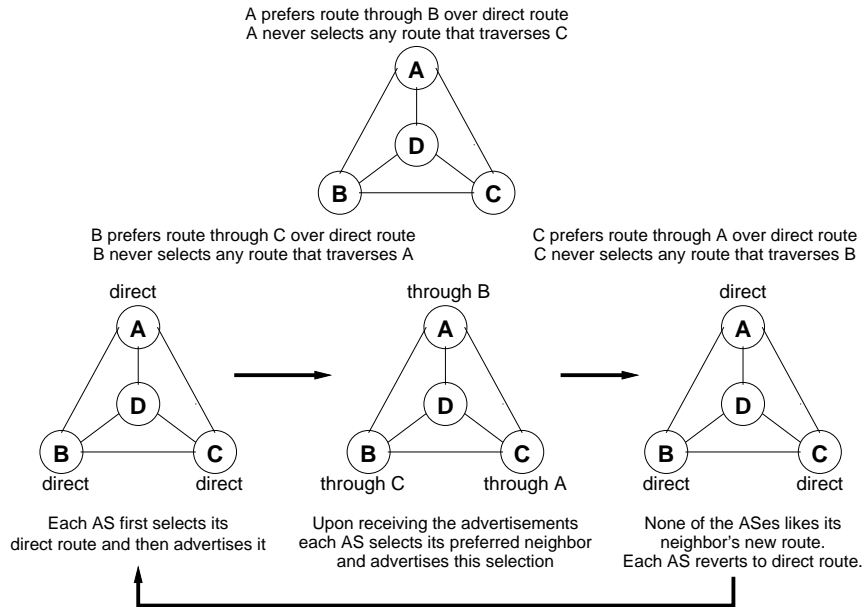 A prefers route through B over direct route
A never selects any route that traverses C
A
D
B
C
B prefers route through C over direct route
B never selects any route that traverses A
C prefers route through A over direct route
C never selects any route that traverses B
direct
A
D
B
C
direct
direct
Each AS first selects its
direct route and then advertises it
through B
A
D
B
C
through C
through A
Upon receiving the advertisements
each AS selects its preferred neighbor
and advertises this selection
direct
A
D
B
C
direct
direct
None of the ASes likes its
neighbor's new route.
Each AS reverts to direct route.